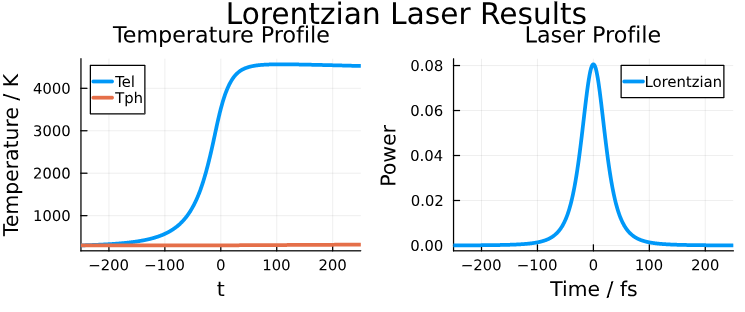 Lorentzian Laser Results
Temperature Profile
Temperature / K
4000
3000
2000
1000
Tel
Tph
−200 −100 0 100 200
t
Laser Profile
Power
0.08
0.06
0.04
0.02
0.00
Lorentzian
−200 −100 0 100 200
Time / fs